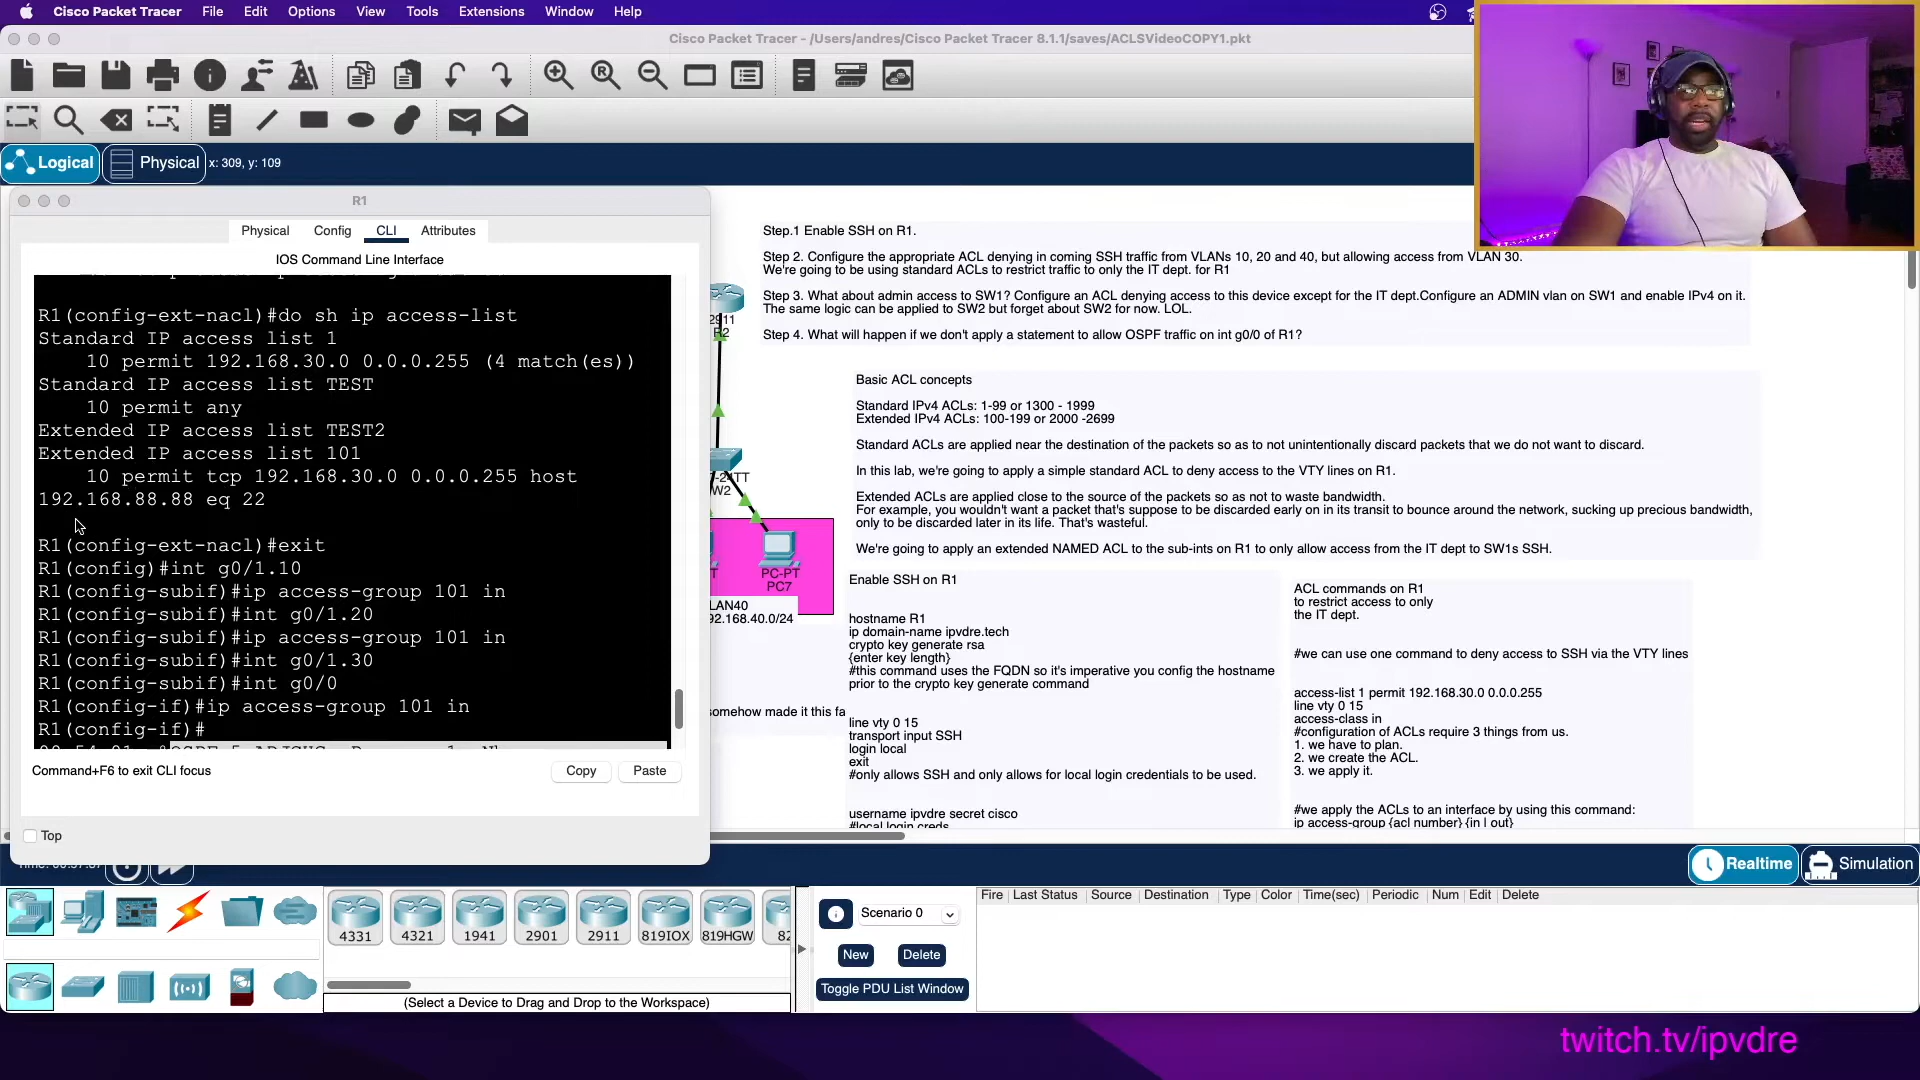 Cisco Packet Tracer File Edit Options View Tools Extensions Window Help
Cisco Packet Tracer - /Users/andres/Cisco Packet Tracer 8.1.1/saves/ACLSVideoCOPY1.pkt
Logical Physical x: 309, y: 109
R1
Physical Config CLI Attributes
IOS Command Line Interface
R1(config-ext-nacl)#do sh ip access-list
Standard IP access list 1
10 permit 192.168.30.0 0.0.0.255 (4 match(es))
Standard IP access list TEST
10 permit any
Extended IP access list TEST2
Extended IP access list 101
10 permit tcp 192.168.30.0 0.0.0.255 host
192.168.88.88 eq 22
R1(config-ext-nacl)#exit
R1(config)#int g0/1.10
R1(config-subif)#ip access-group 101 in
R1(config-subif)#int g0/1.20
R1(config-subif)#ip access-group 101 in
R1(config-subif)#int g0/1.30
R1(config-subif)#int g0/0
R1(config-if)#ip access-group 101 in
R1(config-if)#
Command+F6 to exit CLI focus
Copy Paste
Top
2911
R2
PC-PT
PC7
LAN40
92.168.40.0/24
Step.1 Enable SSH on R1.
Step 2. Configure the appropriate ACL denying in coming SSH traffic from VLANs 10, 20 and 40, but allowing access from VLAN 30.
We're going to be using standard ACLs to restrict traffic to only the IT dept. for R1
Step 3. What about admin access to SW1? Configure an ACL denying access to this device except for the IT dept.Configure an ADMIN vlan on SW1 and enable IPv4 on it.
The same logic can be applied to SW2 but forget about SW2 for now. LOL.
Step 4. What will happen if we don't apply a statement to allow OSPF traffic on int g0/0 of R1?
Basic ACL concepts
Standard IPv4 ACLs: 1-99 or 1300 - 1999
Extended IPv4 ACLs: 100-199 or 2000 -2699
Standard ACLs are applied near the destination of the packets so as to not unintentionally discard packets that we do not want to discard.
In this lab, we're going to apply a simple standard ACL to deny access to the VTY lines on R1.
Extended ACLs are applied close to the source of the packets so as not to waste bandwidth.
For example, you wouldn't want a packet that's suppose to be discarded early on in its transit to bounce around the network, sucking up precious bandwidth,
only to be discarded later in its life. That's wasteful.
We're going to apply an extended NAMED ACL to the sub-ints on R1 to only allow access from the IT dept to SW1s SSH.
somehow made it this fa
Enable SSH on R1
hostname R1
ip domain-name ipvdre.tech
crypto key generate rsa
{enter key length}
#this command uses the FQDN so it's imperative you config the hostname
prior to the crypto key generate command
line vty 0 15
transport input SSH
login local
exit
#only allows SSH and only allows for local login credentials to be used.
username ipvdre secret cisco
#local login creds
ACL commands on R1
to restrict access to only
the IT dept.
#we can use one command to deny access to SSH via the VTY lines
access-list 1 permit 192.168.30.0 0.0.0.255
line vty 0 15
access-class in
#configuration of ACLs require 3 things from us.
1. we have to plan.
2. we create the ACL.
3. we apply it.
#we apply the ACLs to an interface by using this command:
ip access-group {acl number} {in | out}
Realtime Simulation
4331 4321 1941 2901 2911 819IOX 819HGW
(Select a Device to Drag and Drop to the Workspace)
Scenario 0
New Delete
Toggle PDU List Window
Fire Last Status Source Destination Type Color Time(sec) Periodic Num Edit Delete
twitch.tv/ipvdre